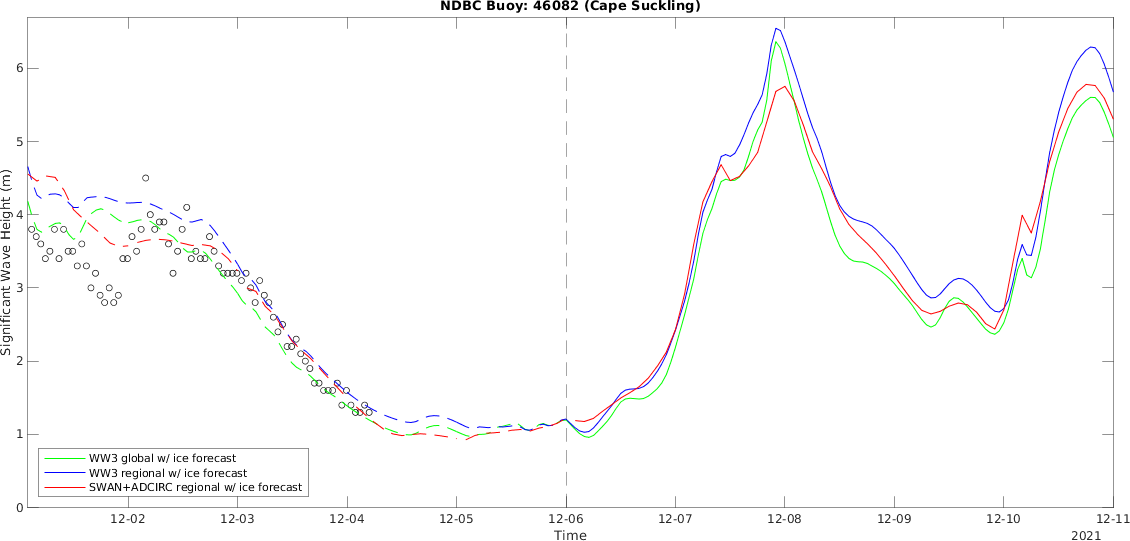 NDBC Buoy: 46082 (Cape Suckling)
Significant Wave Height (m)
6
5
4
3
2
1
0
WW3 global w/ ice forecast
WW3 regional w/ ice forecast
SWAN+ADCIRC regional w/ ice forecast
12-02 12-03 12-04 12-05 12-06 12-07 12-08 12-09 12-10 12-11
Time
2021